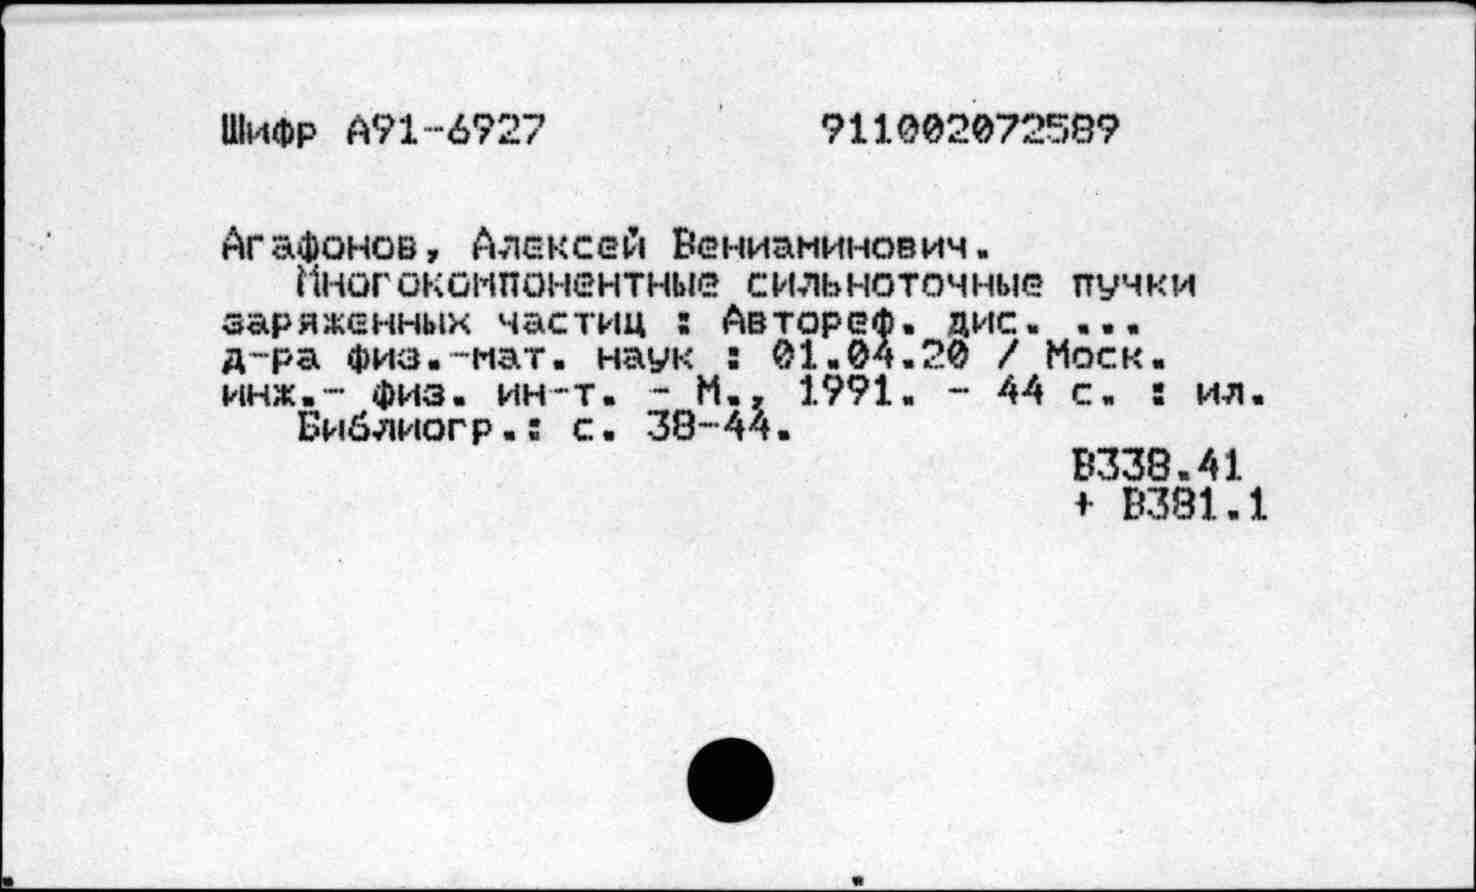 Шифр А91-6927 911002072589
Агафонов, Алексей Вениаминович.
Многокомпонентные сильноточные пучки
заряженных частиц : Автореф. дис. ...
д-ра физ.-мат. наук : 01.04.20 / Моск.
инж.- физ. ин-т. - М., 1991. - 44 с. : ил.
Библиогр.: с. 38-44.
В338.41
+ В381.1